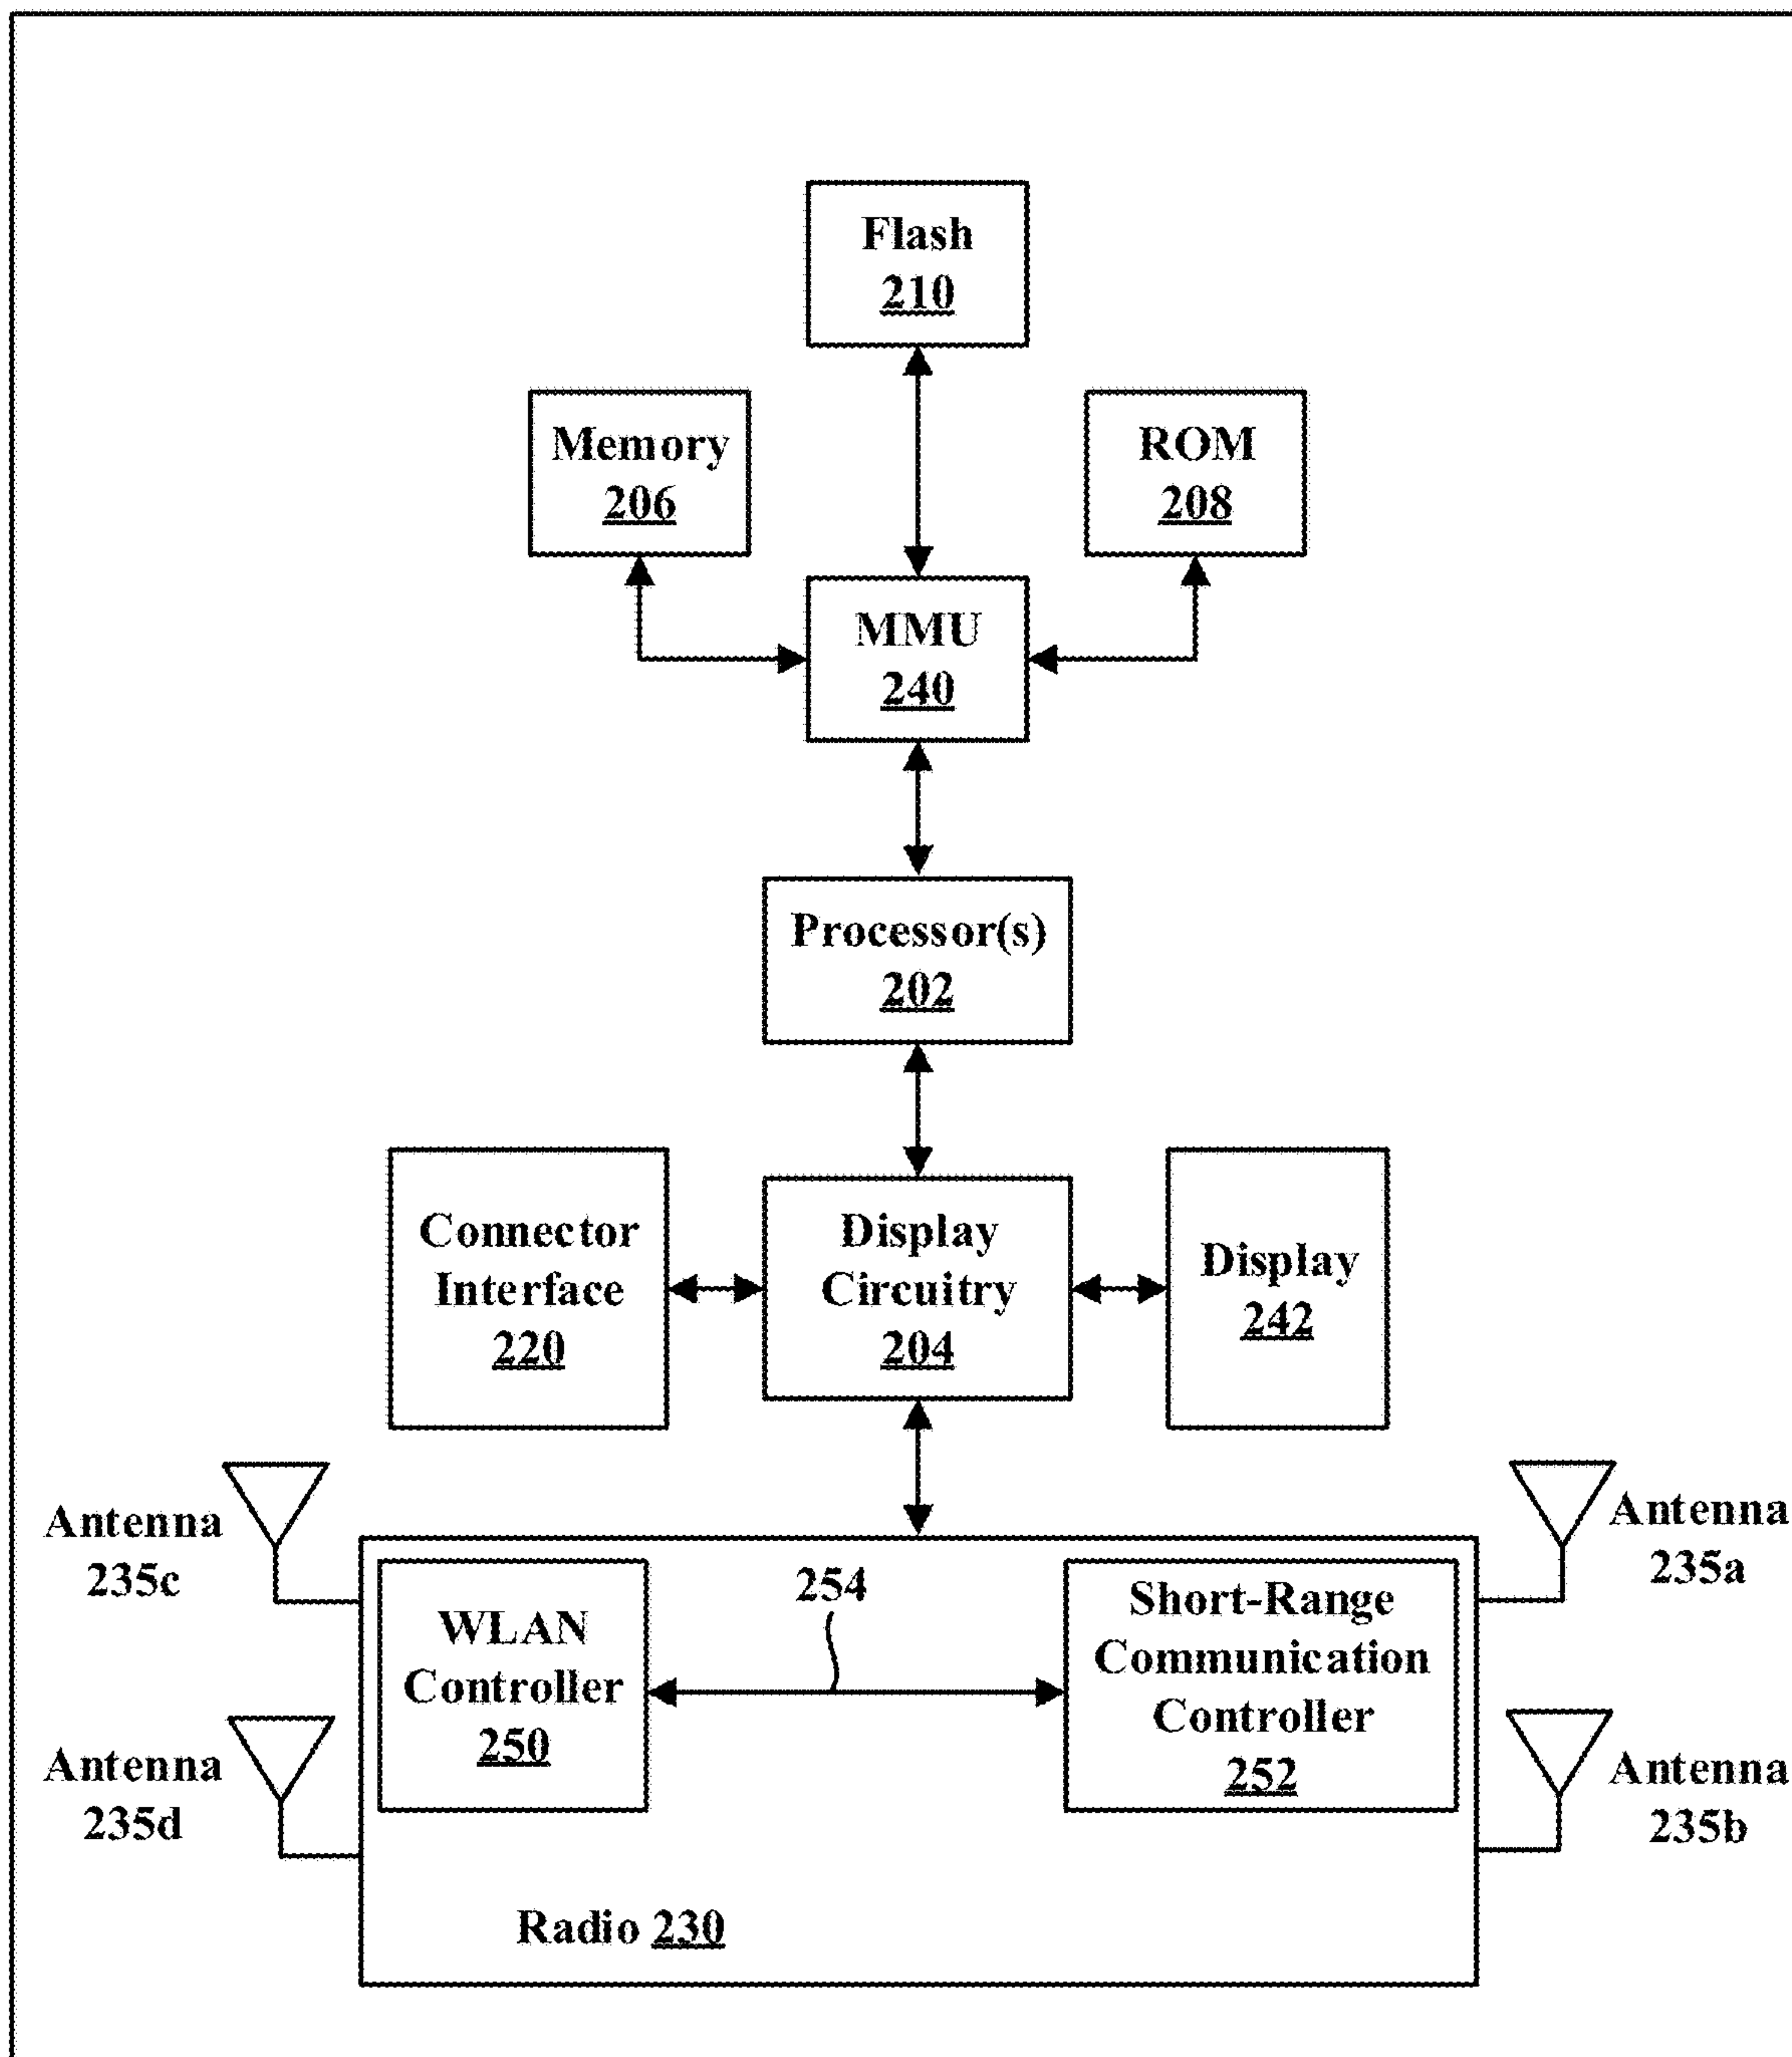 Flash
210
Memory
206
ROM
208
MMU
240
Processor(s)
202
Connector
Interface
220
Display
Circuitry
204
Display
242
Antenna
235c
Antenna
235a
WLAN
Controller
250
254
Short-Range
Communication
Controller
252
Antenna
235d
Antenna
235b
Radio 230